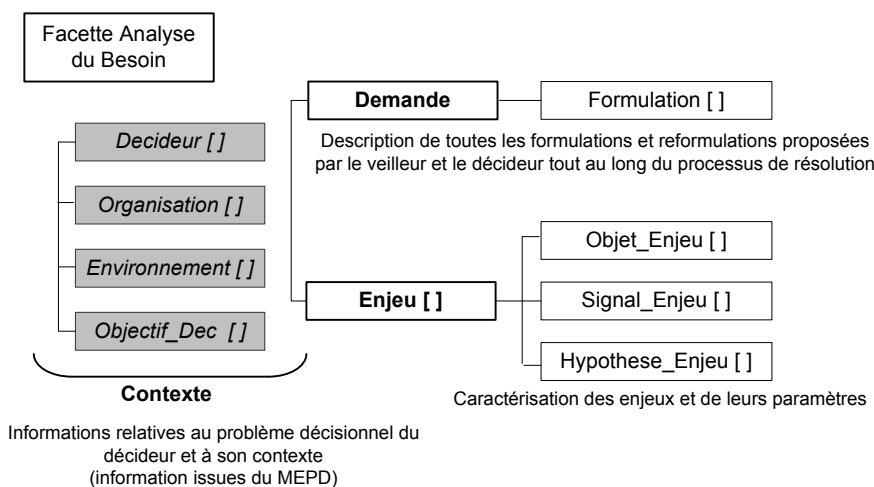 Facette Analyse
du Besoin
Decideur [ ]
Organisation [ ]
Environnement [ ]
Objectif_Dec [ ]
Contexte
Informations relatives au problème décisionnel du
décideur et à son contexte
(information issues du MEPD)
Demande
Formulation [ ]
Description de toutes les formulations et reformulations proposées
par le veilleur et le décideur tout au long du processus de résolution
Enjeu [ ]
Objet_Enjeu [ ]
Signal_Enjeu [ ]
Hypothese_Enjeu [ ]
Caractérisation des enjeux et de leurs paramètres